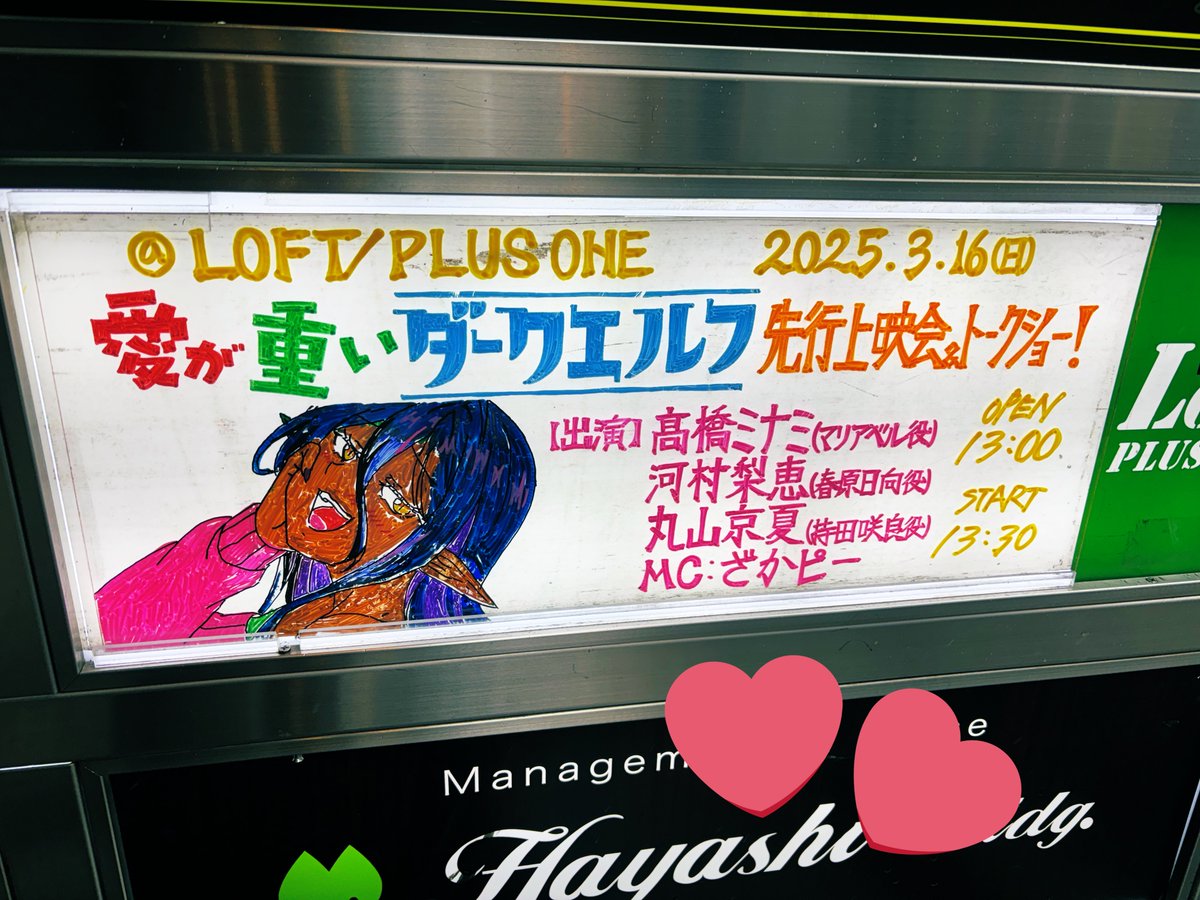 @ LOFT/PLUS ONE 2025.3.16(日)
愛が重いダークエルフ 先行上映会&トークショー!
【出演】髙橋ミナミ(マリアベル役)
河村梨恵(春原日向役)
丸山京夏(持田咲良役)
MC:ざかピー
OPEN
13:00
START
13:30
PLUS
Hayashi